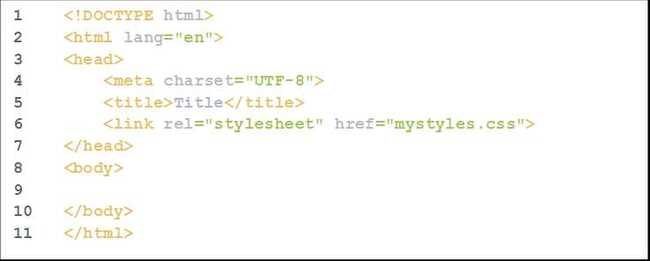 1 <!DOCTYPE html>
2 <html lang="en">
3 <head>
4 <meta charset="UTF-8">
5 <title>Title</title>
6 <link rel="stylesheet" href="mystyles.css">
7 </head>
8 <body>
9
10 </body>
11 </html>